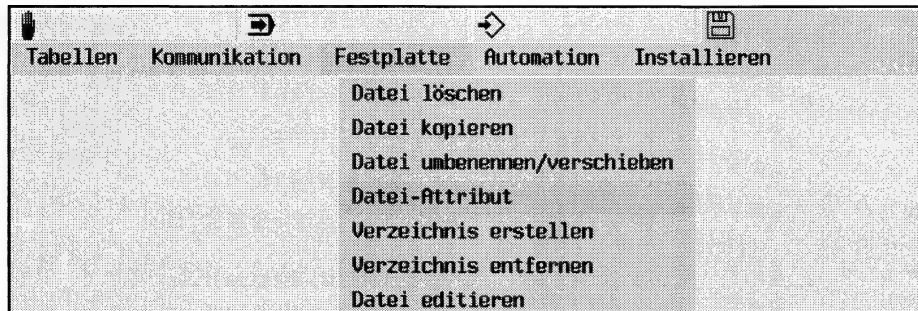 Tabellen Kommunikation Festplatte Automation Installieren
Datei löschen
Datei kopieren
Datei umbenennen/verschieben
Datei-Attribut
Verzeichnis erstellen
Verzeichnis entfernen
Datei editieren